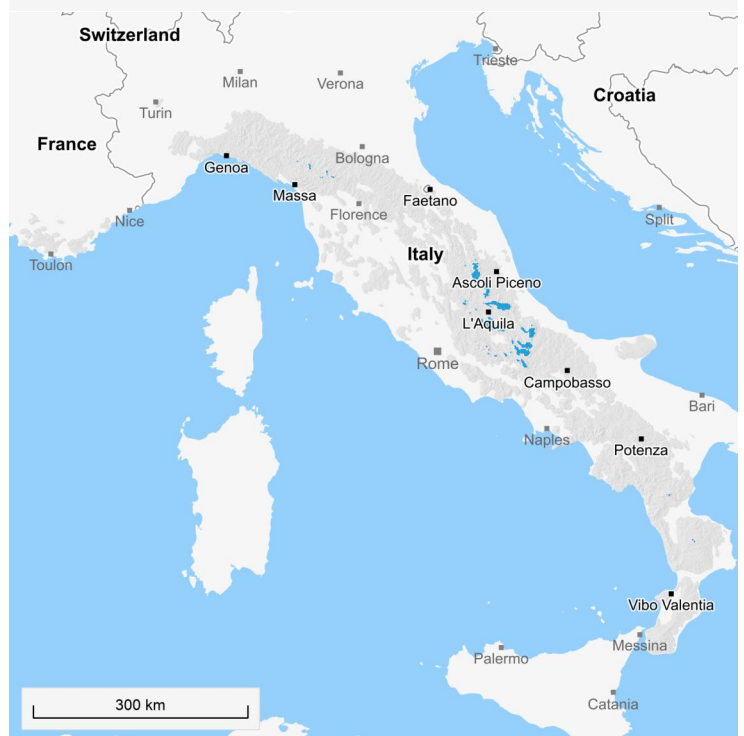 Switzerland
Trieste
Milan
Verona
Croatia
Turin
France
Bologna
Genoa
Massa
Faetano
Florence
Nice
Split
Toulon
Italy
Ascoli Piceno
L'Aquila
Rome
Campobasso
Bari
Naples
Potenza
Vibo Valentia
Messina
Palermo
Catania
300 km